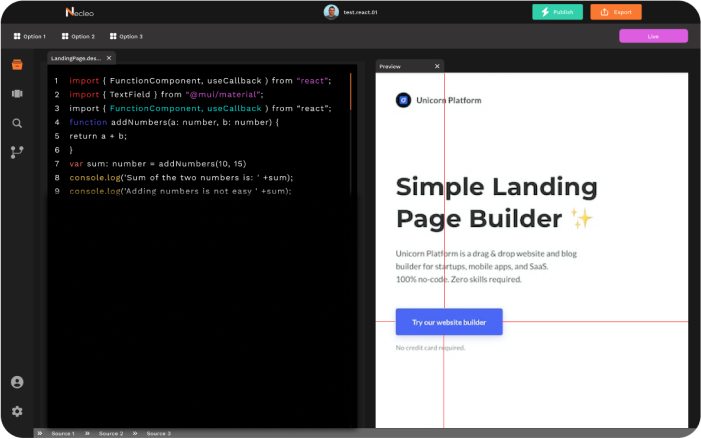 Necleo
test.react.01
Publish
Export
Option 1
Option 2
Option 3
Live
LandingPage.des... ×
1 import { FunctionComponent, useCallback } from "react";
2 import { TextField } from "@mui/material";
3 import { FunctionComponent, useCallback } from "react";
4 function addNumbers(a: number, b: number) {
5 return a + b;
6 }
7 var sum: number = addNumbers(10, 15)
8 console.log('Sum of the two numbers is: ' +sum);
9 console.log('Adding numbers is not easy ' +sum);
Preview ×
Unicorn Platform
Simple Landing
Page Builder ✨
Unicorn Platform is a drag & drop website and blog
builder for startups, mobile apps, and SaaS.
100% no-code. Zero skills required.
Try our website builder
No credit card required.
Source 1
Source 2
Source 3